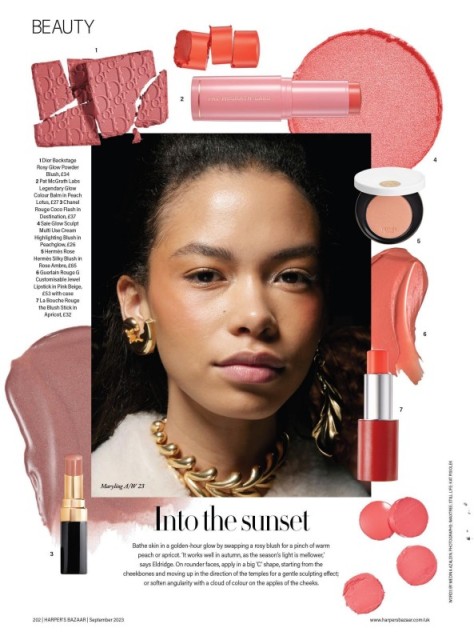 BEAUTY
1
2
4
1 Dior Backstage
Rosy Glow Powder
Blush, £34
2 Pat McGrath Labs
Legendary Glow
Colour Balm in Peach
Lotus, £27 3 Chanel
Rouge Coco Flash in
Destination, £37
4 Saie Glow Sculpt
Multi Use Cream
Highlighting Blush in
Peachglow, £26
5 Hermès Rose
Hermès Silky Blush in
Rose Ambre, £65
6 Guerlain Rouge G
Customisable Jewel
Lipstick in Pink Beige,
£53 with case
7 La Bouche Rouge
the Blush Stick in
Apricot, £32
5
6
7
Maryling A/W 23
3
Into the sunset
Bathe skin in a golden-hour glow by swapping a rosy blush for a pinch of warm
peach or apricot. 'It works well in autumn, as the season's light is mellower,'
says Eldridge. On rounder faces, apply in a big 'C' shape, starting from the
cheekbones and moving up in the direction of the temples for a gentle sculpting effect;
or soften angularity with a cloud of colour on the apples of the cheeks.
202 | HARPER'S BAZAAR | September 2023
www.harpersbazaar.com/uk